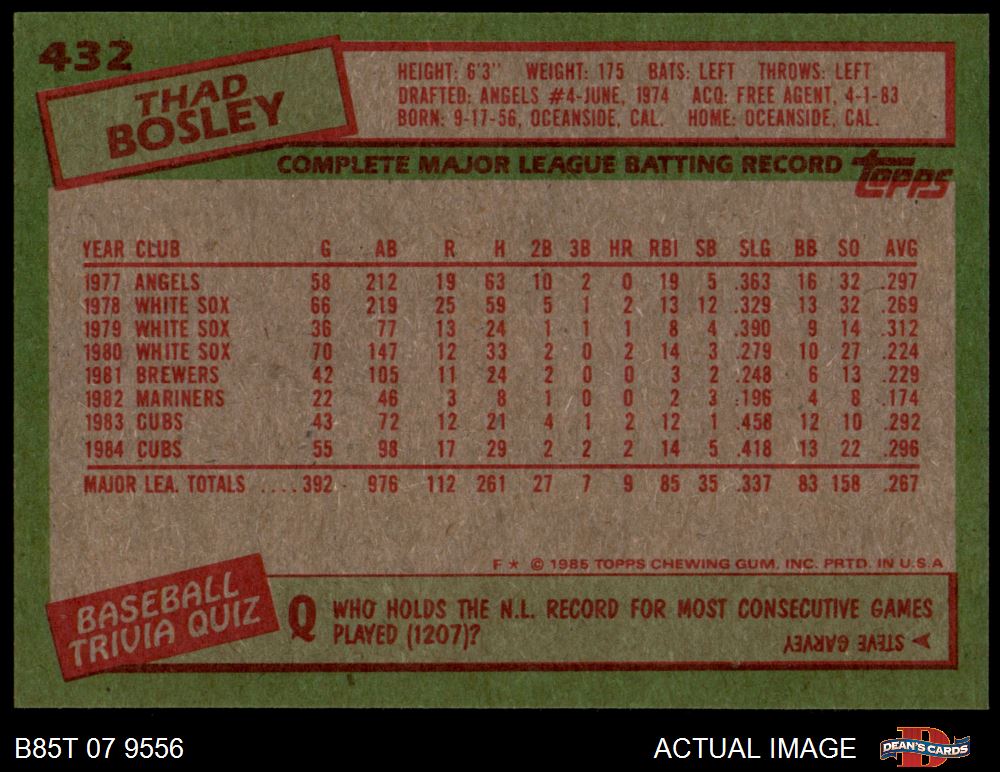 432
THAD
BOSLEY
HEIGHT: 6'3" WEIGHT: 175 BATS: LEFT THROWS: LEFT
DRAFTED: ANGELS #4-JUNE, 1974 ACQ: FREE AGENT, 4-1-83
BORN: 9-17-56, OCEANSIDE, CAL. HOME: OCEANSIDE, CAL.
COMPLETE MAJOR LEAGUE BATTING RECORD topps
YEAR CLUB G AB R H 2B 3B HR RBI SB SLG BB SO AVG
1977 ANGELS 58 212 19 63 10 2 0 19 5 .363 16 32 .297
1978 WHITE SOX 66 219 25 59 5 1 2 13 12 .329 13 32 .269
1979 WHITE SOX 36 77 13 24 1 1 1 8 4 .390 9 14 .312
1980 WHITE SOX 70 147 12 33 2 0 2 14 3 .279 10 27 .224
1981 BREWERS 42 105 11 24 2 0 0 3 2 .248 6 13 .229
1982 MARINERS 22 46 3 8 1 0 0 2 3 .196 4 8 .174
1983 CUBS 43 72 12 21 4 1 2 12 1 .458 12 10 .292
1984 CUBS 55 98 17 29 2 2 2 14 5 .418 13 22 .296
MAJOR LEA. TOTALS ....392 976 112 261 27 7 9 85 35 .337 83 158 .267
F * © 1985 TOPPS CHEWING GUM, INC. PRTD. IN U.S.A
BASEBALL
TRIVIA QUIZ
Q WHO HOLDS THE N.L. RECORD FOR MOST CONSECUTIVE GAMES
PLAYED (1207)?
STEVE GARVEY
B85T 07 9556 ACTUAL IMAGE DEAN'S CARDS